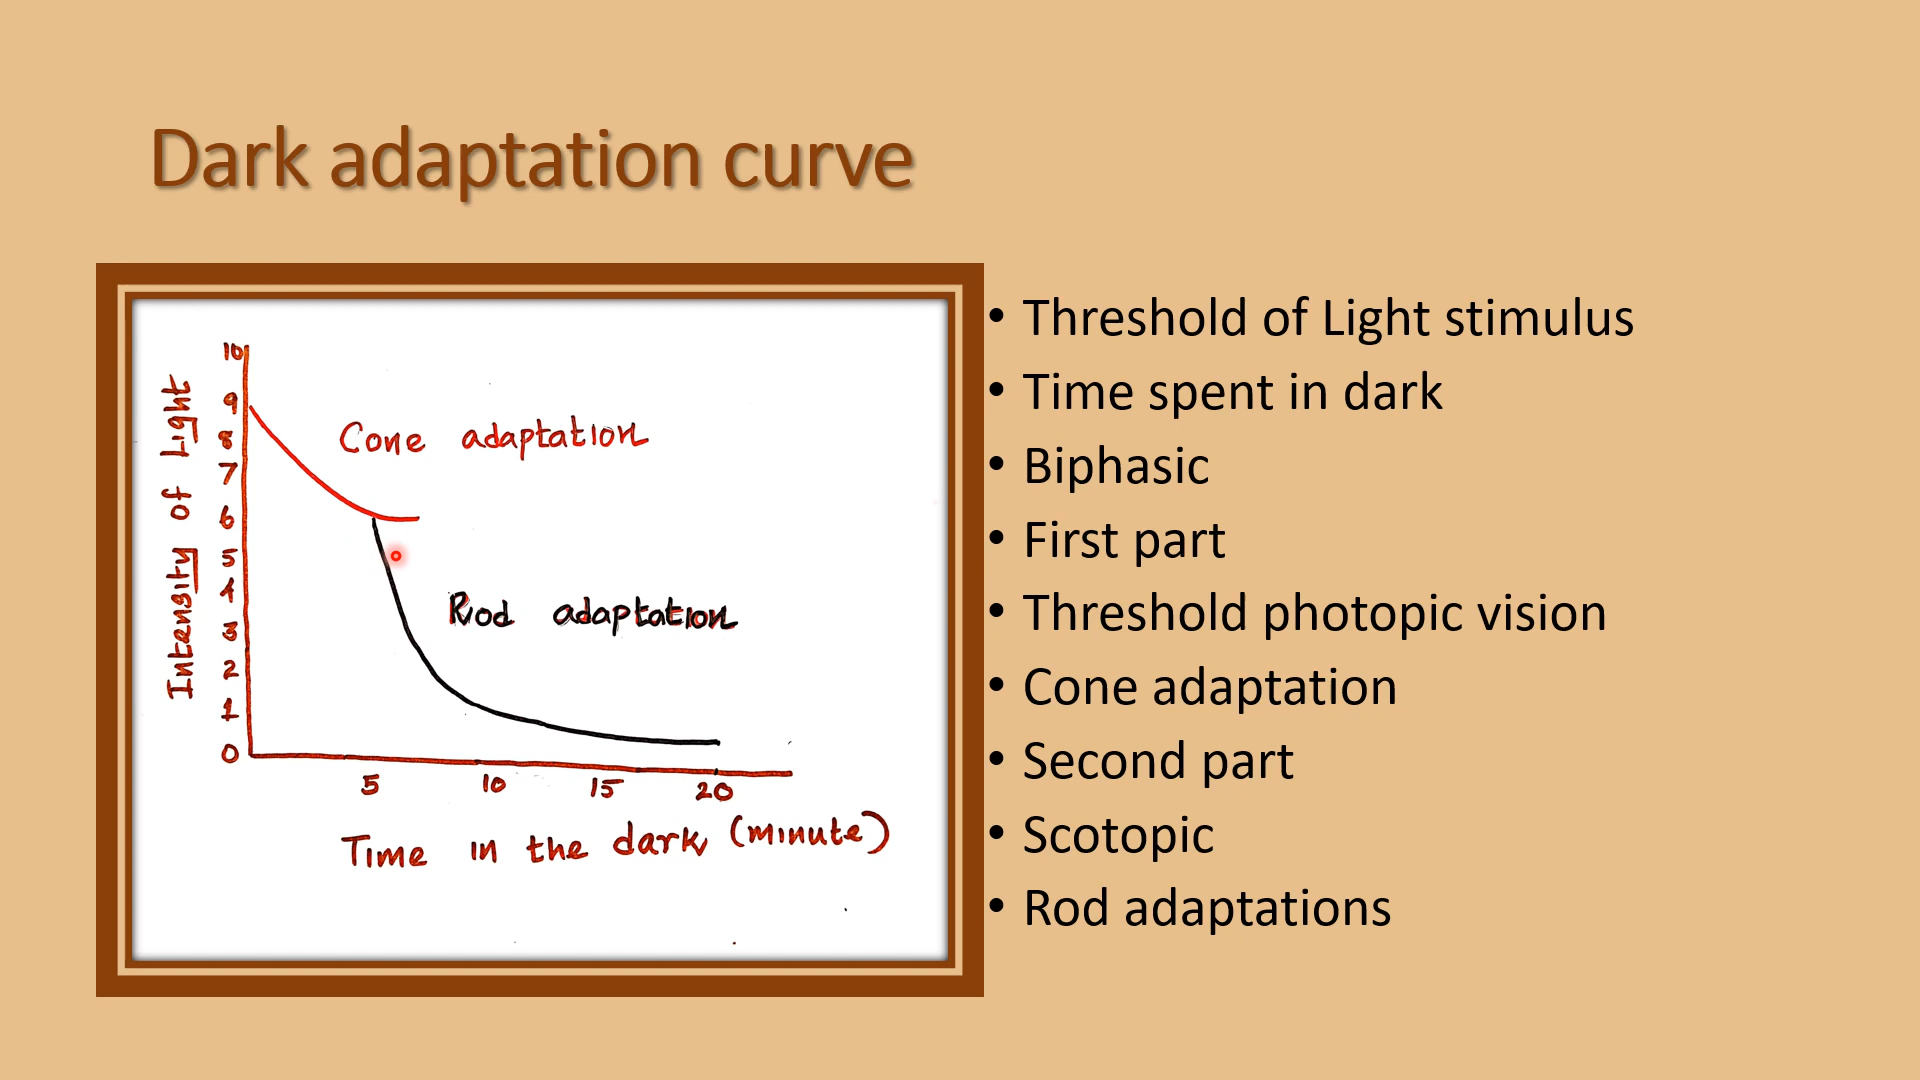 Dark adaptation curve
10
9
8
7
6
5
4
3
2
1
0
Intensity of Light
Cone adaptation
Rod adaptation
5 10 15 20
Time in the dark (minute)
• Threshold of Light stimulus
• Time spent in dark
• Biphasic
• First part
• Threshold photopic vision
• Cone adaptation
• Second part
• Scotopic
• Rod adaptations